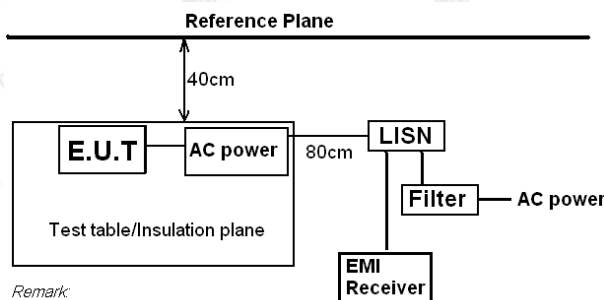 Reference Plane
40cm
E.U.T
AC power
80cm
LISN
Filter
AC power
Test table/Insulation plane
EMI
Receiver
Remark: